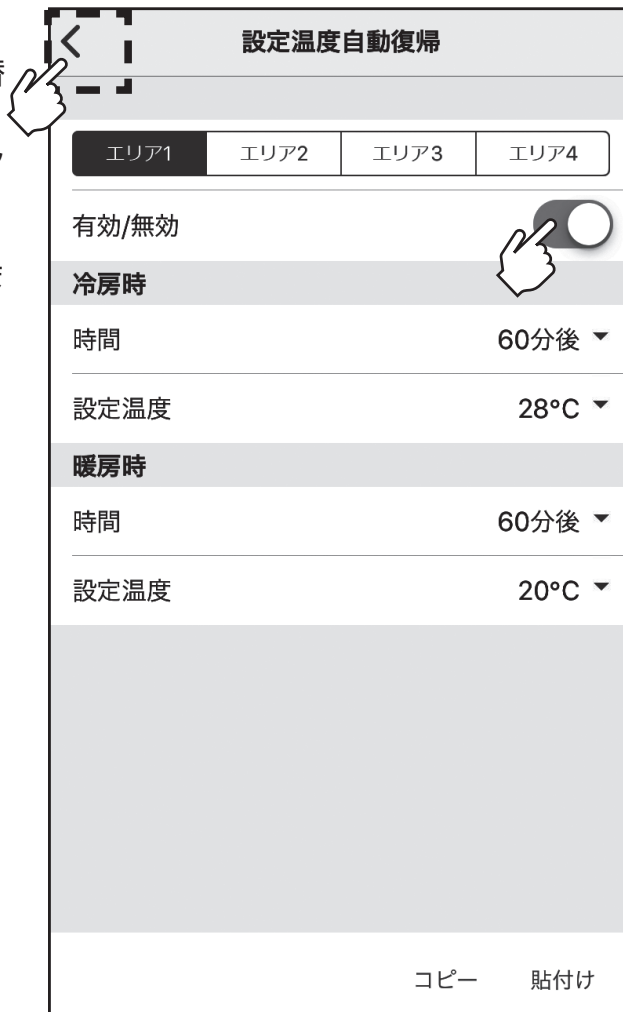 設定温度自動復帰
エリア1 エリア2 エリア3 エリア4
有効/無効
冷房時
時間 60分後
設定温度 28°C
暖房時
時間 60分後
設定温度 20°C
コピー 貼付け